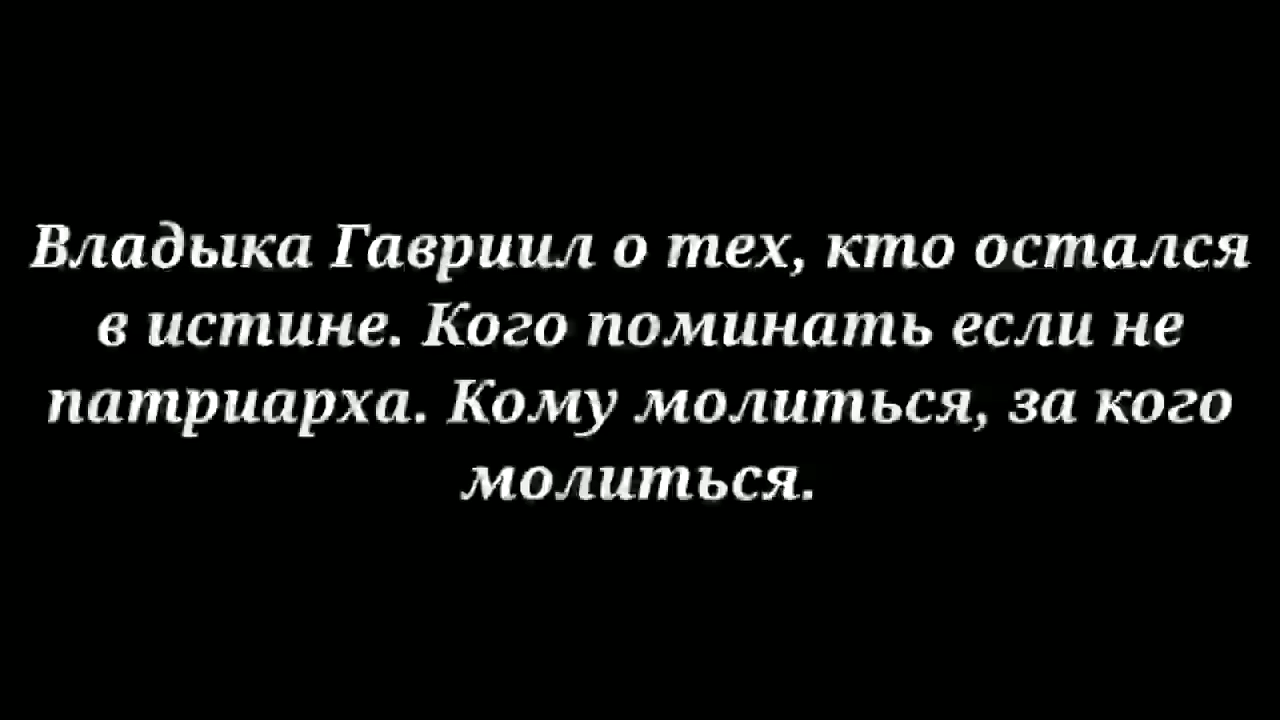 Владыка Гавриил о тех, кто остался
в истине. Кого поминать если не
патриарха. Кому молиться, за кого
молиться.